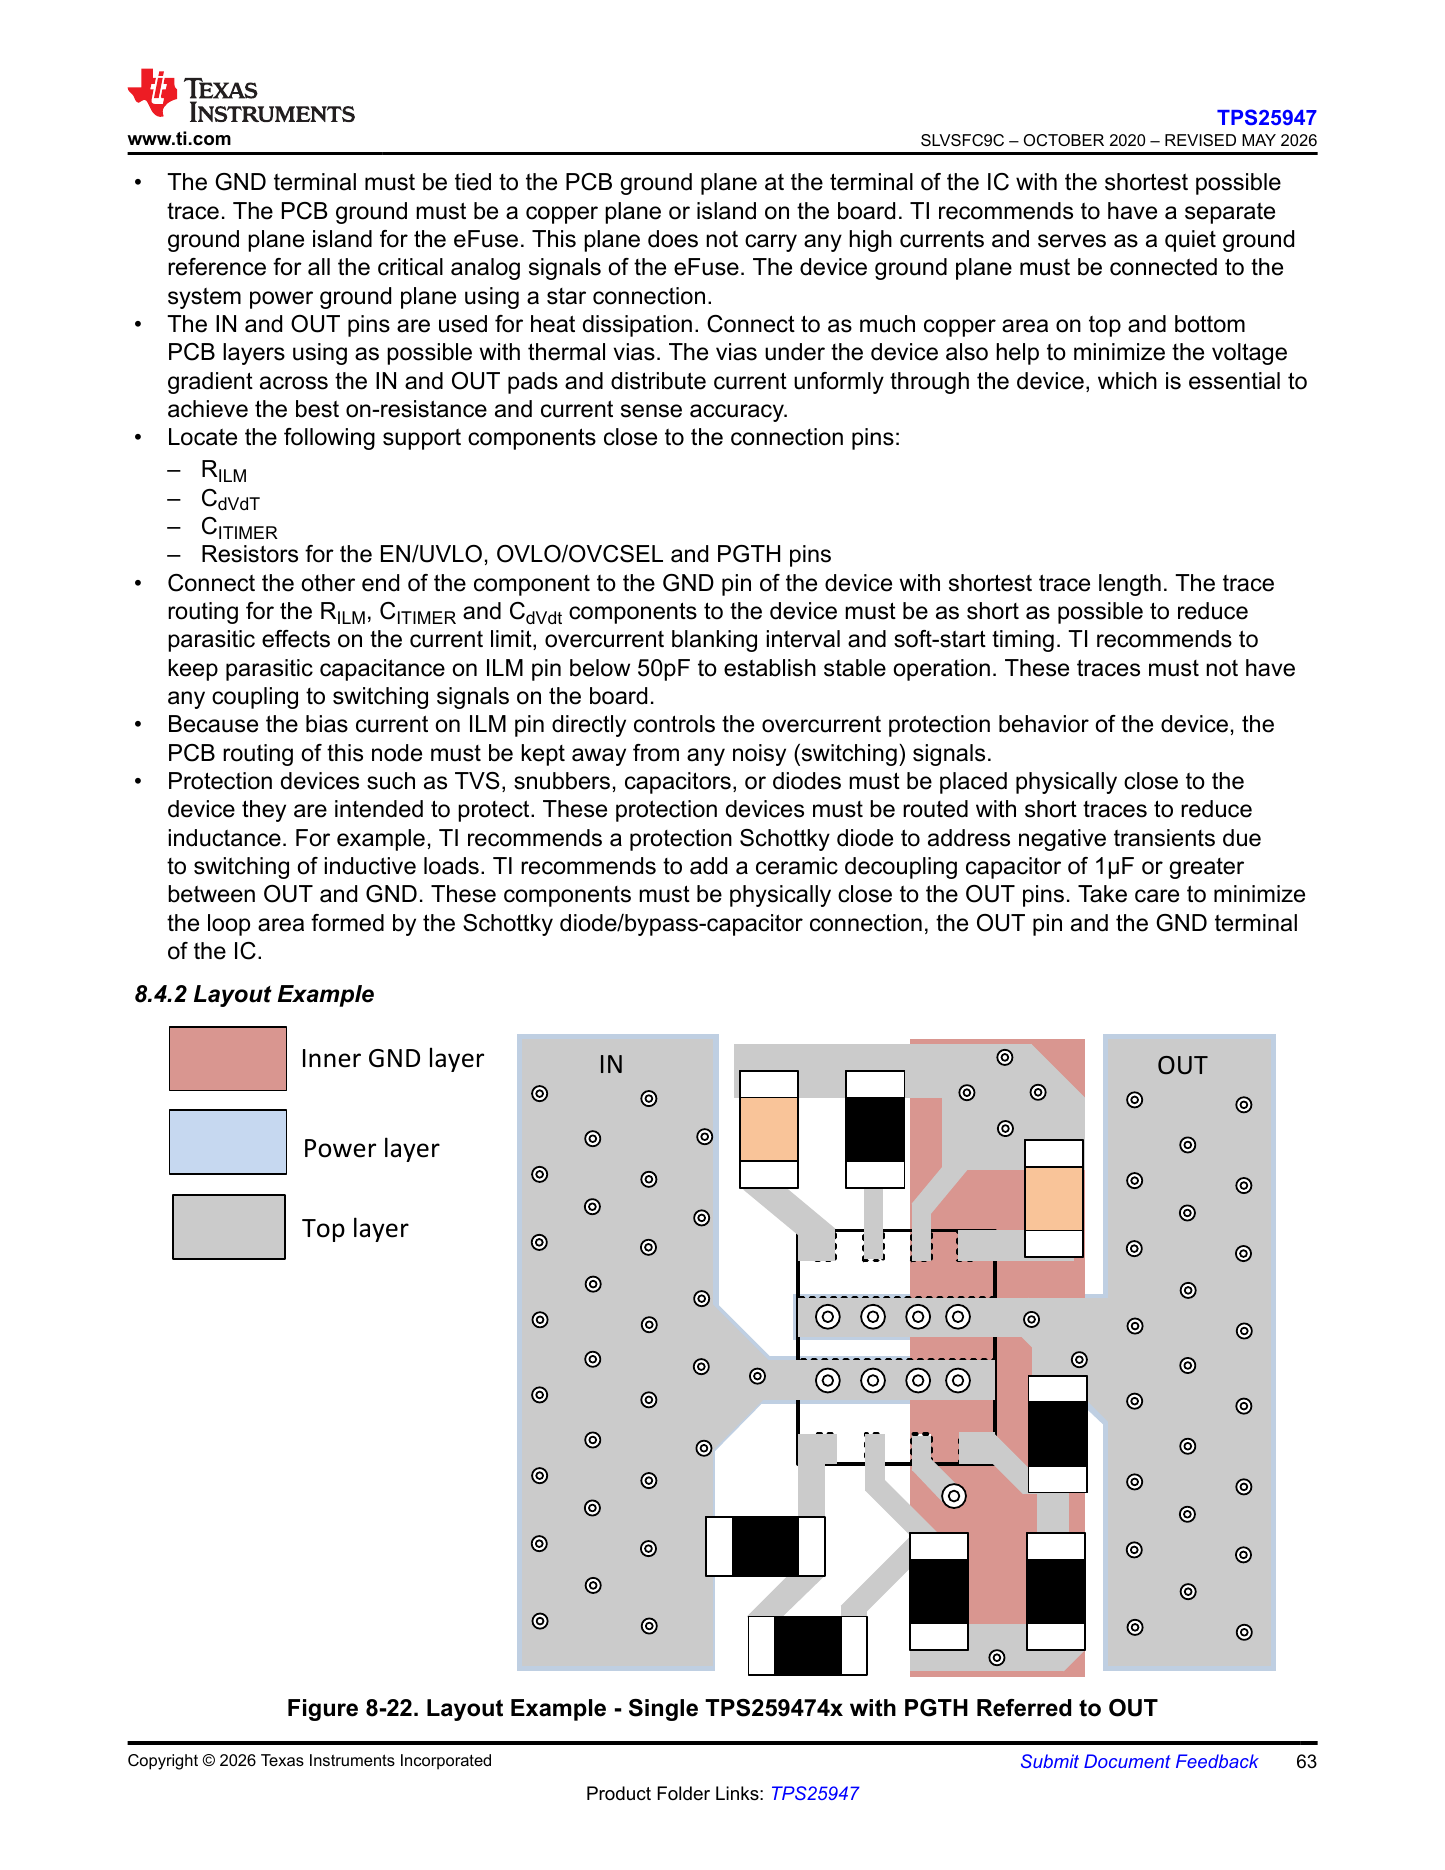 TEXAS
INSTRUMENTS
www.ti.com
TPS25947
SLVSFC9C – OCTOBER 2020 – REVISED MAY 2026
• The GND terminal must be tied to the PCB ground plane at the terminal of the IC with the shortest possible
trace. The PCB ground must be a copper plane or island on the board. TI recommends to have a separate
ground plane island for the eFuse. This plane does not carry any high currents and serves as a quiet ground
reference for all the critical analog signals of the eFuse. The device ground plane must be connected to the
system power ground plane using a star connection.
• The IN and OUT pins are used for heat dissipation. Connect to as much copper area on top and bottom
PCB layers using as possible with thermal vias. The vias under the device also help to minimize the voltage
gradient across the IN and OUT pads and distribute current unformly through the device, which is essential to
achieve the best on-resistance and current sense accuracy.
• Locate the following support components close to the connection pins:
– RILM
– CdVdT
– CITIMER
– Resistors for the EN/UVLO, OVLO/OVCSEL and PGTH pins
• Connect the other end of the component to the GND pin of the device with shortest trace length. The trace
routing for the RILM, CITIMER and CdVdt components to the device must be as short as possible to reduce
parasitic effects on the current limit, overcurrent blanking interval and soft-start timing. TI recommends to
keep parasitic capacitance on ILM pin below 50pF to establish stable operation. These traces must not have
any coupling to switching signals on the board.
• Because the bias current on ILM pin directly controls the overcurrent protection behavior of the device, the
PCB routing of this node must be kept away from any noisy (switching) signals.
• Protection devices such as TVS, snubbers, capacitors, or diodes must be placed physically close to the
device they are intended to protect. These protection devices must be routed with short traces to reduce
inductance. For example, TI recommends a protection Schottky diode to address negative transients due
to switching of inductive loads. TI recommends to add a ceramic decoupling capacitor of 1µF or greater
between OUT and GND. These components must be physically close to the OUT pins. Take care to minimize
the loop area formed by the Schottky diode/bypass-capacitor connection, the OUT pin and the GND terminal
of the IC.
8.4.2 Layout Example
Inner GND layer
Power layer
Top layer
IN
OUT
Figure 8-22. Layout Example - Single TPS259474x with PGTH Referred to OUT
Copyright © 2026 Texas Instruments Incorporated
Submit Document Feedback 63
Product Folder Links: TPS25947